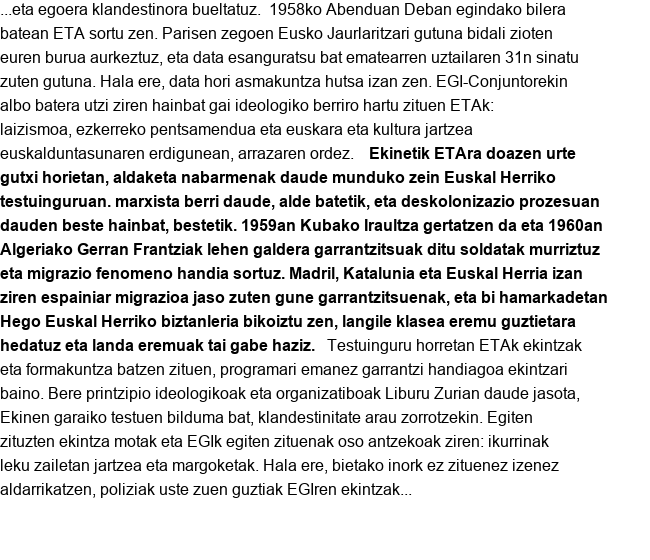 ...eta egoera klandestinora bueltatuz.  1958ko Abenduan Deban egindako bilera
batean ETA sortu zen. Parisen zegoen Eusko Jaurlaritzari gutuna bidali zioten
euren burua aurkeztuz, eta data esanguratsu bat ematearren uztailaren 31n sinatu
zuten gutuna. Hala ere, data hori asmakuntza hutsa izan zen. EGI-Conjuntorekin
albo batera utzi ziren hainbat gai ideologiko berriro hartu zituen ETAk:
laizismoa, ezkerreko pentsamendua eta euskara eta kultura jartzea
euskalduntasunaren erdigunean, arrazaren ordez.   Ekinetik ETAra doazen urte
gutxi horietan, aldaketa nabarmenak daude munduko zein Euskal Herriko
testuinguruan. marxista berri daude, alde batetik, eta deskolonizazio prozesuan
dauden beste hainbat, bestetik. 1959an Kubako Iraultza gertatzen da eta 1960an
Algeriako Gerran Frantziak lehen galdera garrantzitsuak ditu soldatak murriztuz
eta migrazio fenomeno handia sortuz. Madril, Katalunia eta Euskal Herria izan
ziren espainiar migrazioa jaso zuten gune garrantzitsuenak, eta bi hamarkadetan
Hego Euskal Herriko biztanleria bikoiztu zen, langile klasea eremu guztietara
hedatuz eta landa eremuak tai gabe haziz.   Testuinguru horretan ETAk ekintzak
eta formakuntza batzen zituen, programari emanez garrantzi handiagoa ekintzari
baino. Bere printzipio ideologikoak eta organizatiboak Liburu Zurian daude jasota,
Ekinen garaiko testuen bilduma bat, klandestinitate arau zorrotzekin. Egiten
zituzten ekintza motak eta EGIk egiten zituenak oso antzekoak ziren: ikurrinak
leku zailetan jartzea eta margoketak. Hala ere, bietako inork ez zituenez izenez
aldarrikatzen, poliziak uste zuen guztiak EGIren ekintzak...